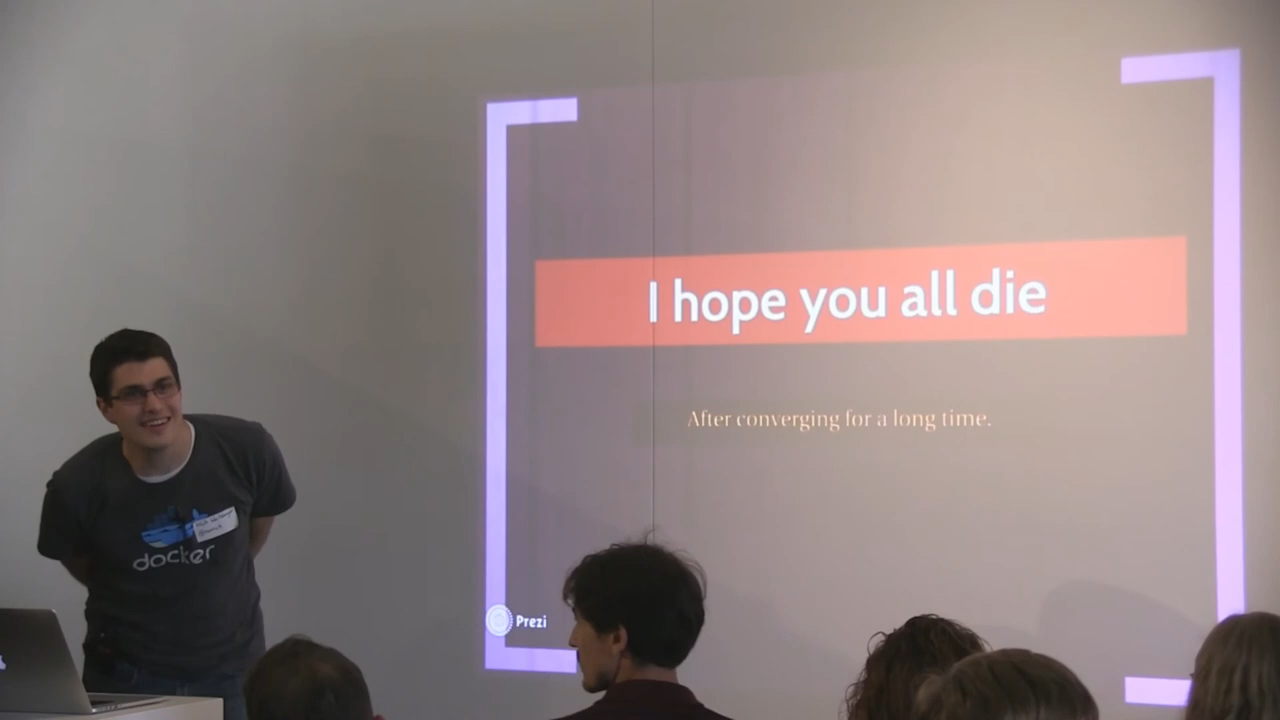 I hope you all die
After converging for a long time.
docker
Prezi